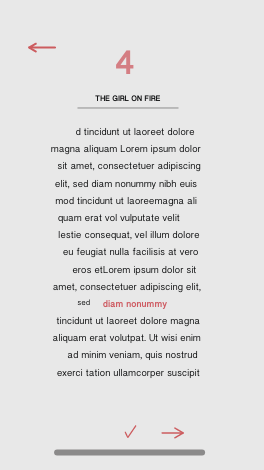 4
THE GIRL ON FIRE
d tincidunt ut laoreet dolore
magna aliquam Lorem ipsum dolor
sit amet, consectetuer adipiscing
elit, sed diam nonummy nibh euis
mod tincidunt ut laoreemagna ali
quam erat vol vulputate velit
lestie consequat, vel illum dolore
eu feugiat nulla facilisis at vero
eros etLorem ipsum dolor sit
amet, consectetuer adipiscing elit,
sed diam nonummy
tincidunt ut laoreet dolore magna
aliquam erat volutpat. Ut wisi enim
ad minim veniam, quis nostrud
exerci tation ullamcorper suscipit